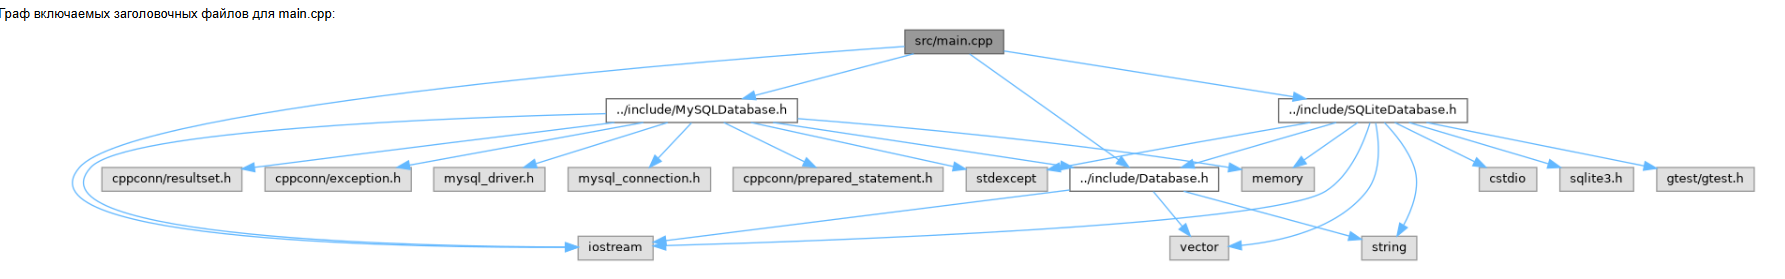 Граф включаемых заголовочных файлов для main.cpp:
src/main.cpp
../include/MySQLDatabase.h
../include/SQLiteDatabase.h
cppconn/resultset.h
cppconn/exception.h
mysql_driver.h
mysql_connection.h
cppconn/prepared_statement.h
stdexcept
../include/Database.h
memory
cstdio
sqlite3.h
gtest/gtest.h
iostream
vector
string